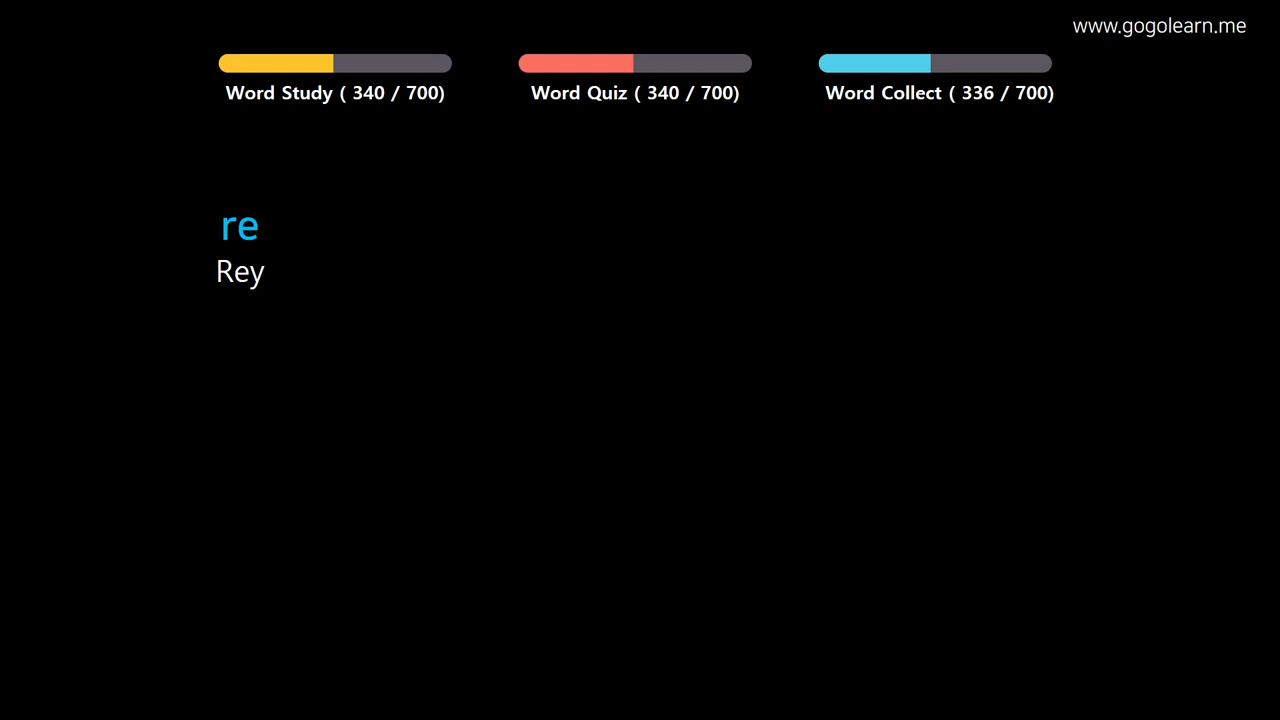 www.gogolearn.me
Word Study ( 340 / 700)
Word Quiz ( 340 / 700)
Word Collect ( 336 / 700)
re
Rey